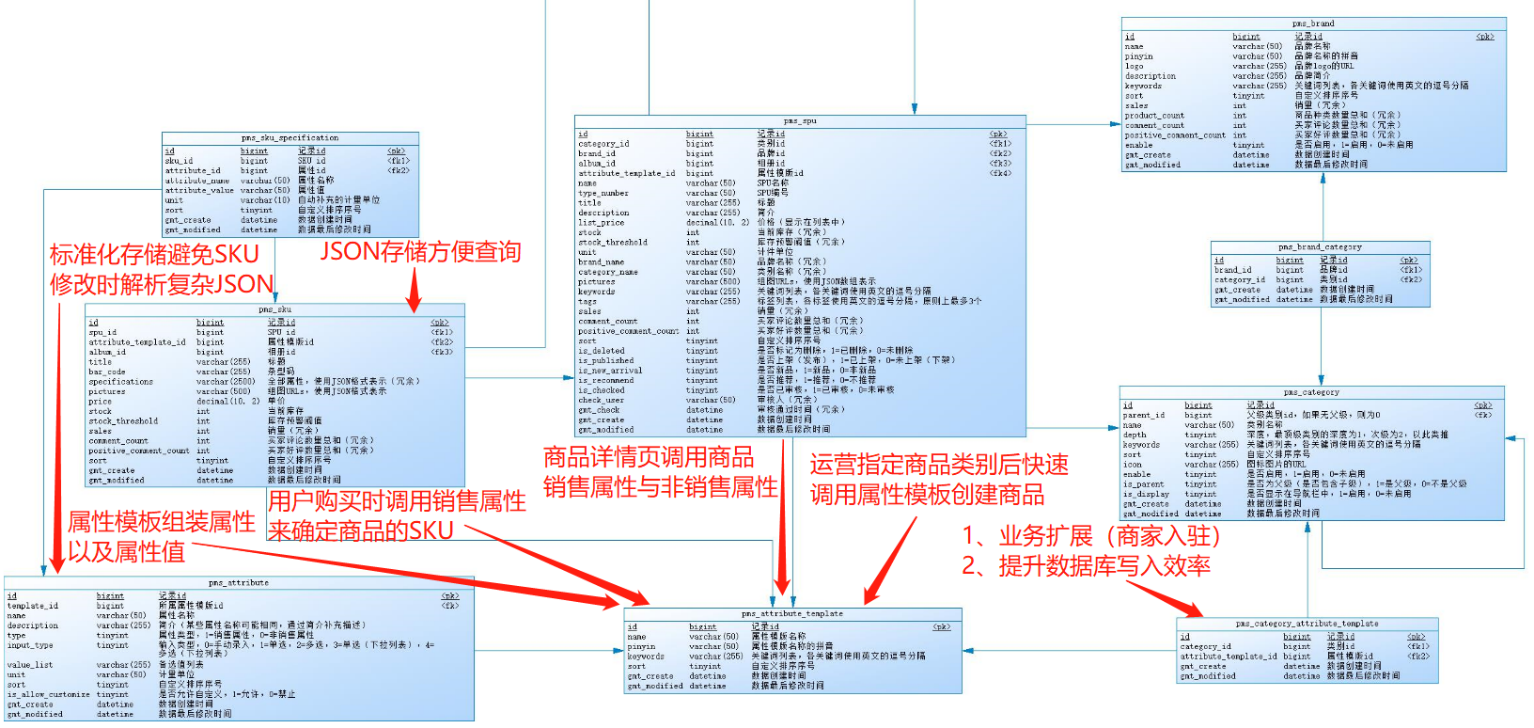 pms_brand
id bigint 记录id <pk>
name varchar(50) 品牌名称
pinyin varchar(50) 品牌名称的拼音
logo varchar(255) 品牌logo的URL
description varchar(255) 品牌简介
keywords varchar(255) 关键词列表，各关键词使用英文的逗号分隔
sort tinyint 自定义排序序号
sales int 销量（冗余）
product_count int 商品种类数量总和（冗余）
comment_count int 买家评论数量总和（冗余）
positive_comment_count int 买家好评数量总和（冗余）
enable tinyint 是否启用，1=启用，0=未启用
gmt_create datetime 数据创建时间
gmt_modified datetime 数据最后修改时间
pms_sku_specification
id bigint 记录id <pk>
sku_id bigint SKU id <fk1>
attribute_id bigint 属性id <fk2>
attribute_name varchar(50) 属性名称
attribute_value varchar(50) 属性值
unit varchar(10) 自动补充的计量单位
sort tinyint 自定义排序序号
gmt_create datetime 数据创建时间
gmt_modified datetime 数据最后修改时间
pms_spu
id bigint 记录id <pk>
category_id bigint 类别id <fk1>
brand_id bigint 品牌id <fk2>
album_id bigint 相册id <fk3>
attribute_template_id bigint 属性模版id <fk4>
name varchar(50) SPU名称
type_number varchar(50) SPU编号
title varchar(255) 标题
description varchar(255) 简介
list_price decimal(10, 2) 价格（显示在列表中）
stock int 当前库存（冗余）
stock_threshold int 库存预警阈值（冗余）
unit varchar(50) 计件单位
brand_name varchar(50) 品牌名称（冗余）
category_name varchar(50) 类别名称（冗余）
pictures varchar(500) 组图URLs，使用JSON数组表示
keywords varchar(255) 关键词列表，各关键词使用英文的逗号分隔
tags varchar(255) 标签列表，各标签使用英文的逗号分隔，原则上最多3个
sales int 销量（冗余）
comment_count int 买家评论数量总和（冗余）
positive_comment_count int 买家好评数量总和（冗余）
sort tinyint 自定义排序序号
is_deleted tinyint 是否标记为删除，1=已删除，0=未删除
is_published tinyint 是否上架（发布），1=已上架，0=未上架（下架）
is_new_arrival tinyint 是否新品，1=新品，0=非新品
is_recommend tinyint 是否推荐，1=推荐，0=不推荐
is_checked tinyint 是否已审核，1=已审核，0=未审核
check_user varchar(50) 审核人（冗余）
gmt_check datetime 审核通过时间（冗余）
gmt_create datetime 数据创建时间
gmt_modified datetime 数据最后修改时间
pms_brand_category
id bigint 记录id <pk>
brand_id bigint 品牌id <fk1>
category_id bigint 类别id <fk2>
gmt_create datetime 数据创建时间
gmt_modified datetime 数据最后修改时间
标准化存储避免SKU
修改时解析复杂JSON
JSON存储方便查询
pms_sku
id bigint 记录id <pk>
spu_id bigint SPU id <fk1>
attribute_template_id bigint 属性模版id <fk2>
album_id bigint 相册id <fk3>
title varchar(255) 标题
bar_code varchar(255) 条型码
specifications varchar(2500) 全部属性，使用JSON格式表示（冗余）
pictures varchar(500) 组图URLs，使用JSON格式表示
price decimal(10, 2) 单价
stock int 当前库存
stock_threshold int 库存预警阈值
sales int 销量（冗余）
comment_count int 买家评论数量总和（冗余）
positive_comment_count int 买家好评数量总和（冗余）
sort tinyint 自定义排序序号
gmt_create datetime 数据创建时间
gmt_modified datetime 数据最后修改时间
pms_category
id bigint 记录id <pk>
parent_id bigint 父级类别id，如果无父级，则为0 <fk>
name varchar(50) 类别名称
depth tinyint 深度，最顶级类别的深度为1，次级为2，以此类推
keywords varchar(255) 关键词列表，各关键词使用英文的逗号分隔
sort tinyint 自定义排序序号
icon varchar(255) 图标图片的URL
enable tinyint 是否启用，1=启用，0=未启用
is_parent tinyint 是否为父级（是否包含子级），1=是父级，0=不是父级
is_display tinyint 是否显示在导航栏中，1=启用，0=未启用
gmt_create datetime 数据创建时间
gmt_modified datetime 数据最后修改时间
商品详情页调用商品
销售属性与非销售属性
运营指定商品类别后快速
调用属性模板创建商品
用户购买时调用销售属性
来确定商品的SKU
属性模板组装属性
以及属性值
1、业务扩展（商家入驻）
2、提升数据库写入效率
pms_attribute
id bigint 记录id <pk>
template_id bigint 所属属性模版id <fk>
name varchar(50) 属性名称
description varchar(255) 简介（某些属性名称可能相同，通过简介补充描述）
type tinyint 属性类型，1=销售属性，0=非销售属性
input_type tinyint 输入类型，0=手动录入，1=单选，2=多选，3=单选（下拉列表），4=
多选（下拉列表）
value_list varchar(255) 备选值列表
unit varchar(50) 计量单位
sort tinyint 自定义排序序号
is_allow_customize tinyint 是否允许自定义，1=允许，0=禁止
gmt_create datetime 数据创建时间
gmt_modified datetime 数据最后修改时间
pms_attribute_template
id bigint 记录id <pk>
name varchar(50) 属性模版名称
pinyin varchar(50) 属性模版名称的拼音
keywords varchar(255) 关键词列表，各关键词使用英文的逗号分隔
sort tinyint 自定义排序序号
gmt_create datetime 数据创建时间
gmt_modified datetime 数据最后修改时间
pms_category_attribute_template
id bigint 记录id <pk>
category_id bigint 类别id <fk1>
attribute_template_id bigint 属性模版id <fk2>
gmt_create datetime 数据创建时间
gmt_modified datetime 数据最后修改时间